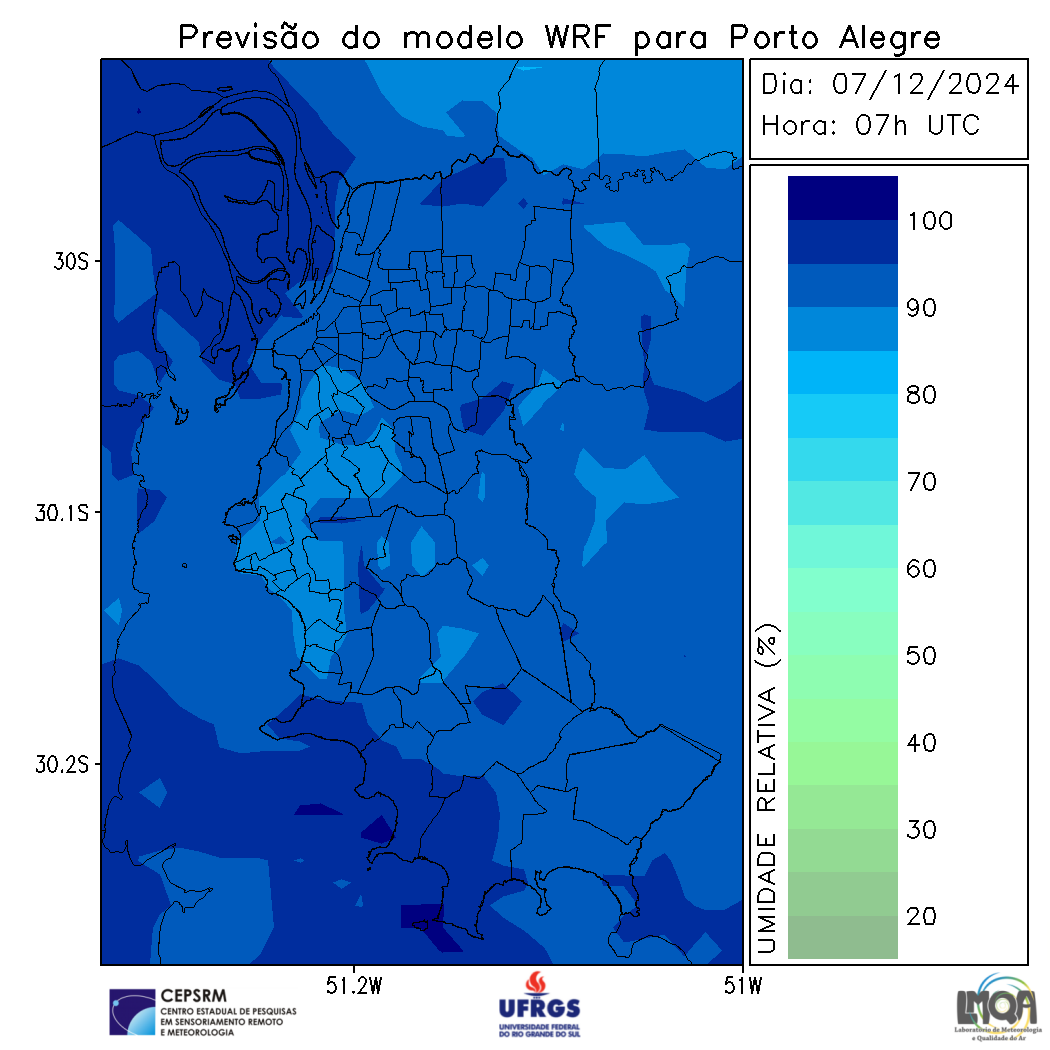 Previsão do modelo WRF para Porto Alegre
Dia: 07/12/2024
Hora: 07h UTC
30S
30.1S
30.2S
51.2W
51W
UMIDADE RELATIVA (%)
100
90
80
70
60
50
40
30
20
CEPSRM
CENTRO ESTADUAL DE PESQUISAS
EM SENSORIAMENTO REMOTO
E METEOROLOGIA
UFRGS
UNIVERSIDADE FEDERAL
DO RIO GRANDE DO SUL
LMQA
Laboratório de Meteorologia
e Qualidade do Ar